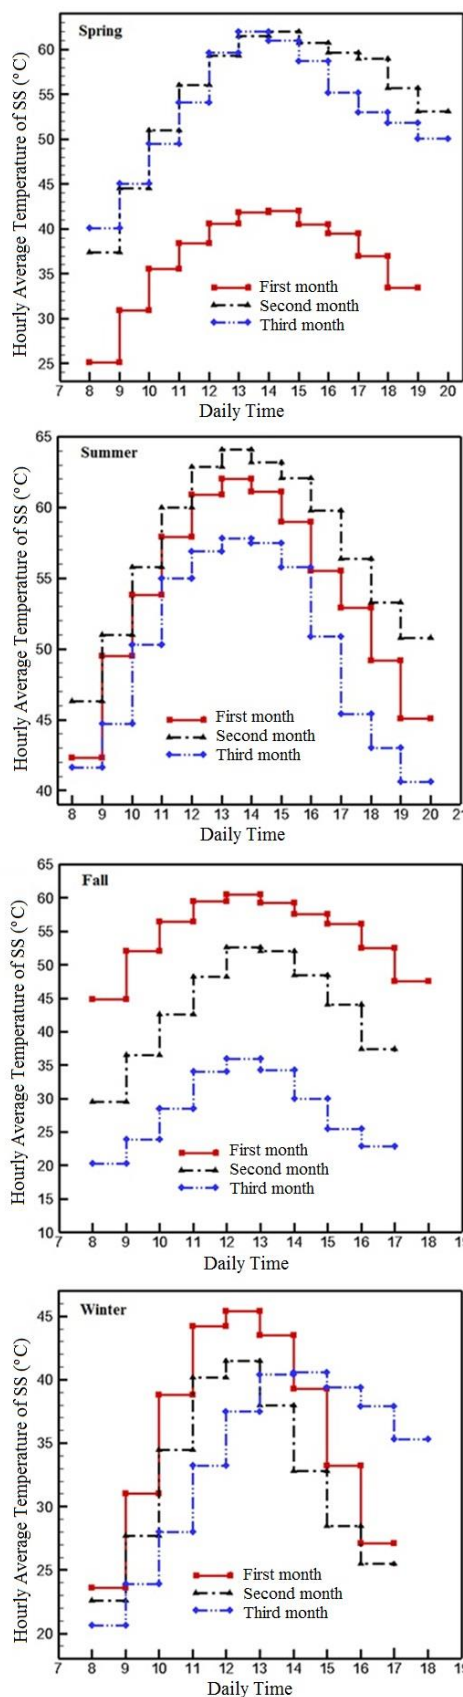 Spring
Hourly Average Temperature of SS (°C)
60
55
50
45
40
35
30
25
First month
Second month
Third month
7 8 9 10 11 12 13 14 15 16 17 18 19 20
Daily Time
Summer
Hourly Average Temperature of SS (°C)
65
60
55
50
45
40
First month
Second month
Third month
8 9 10 11 12 13 14 15 16 17 18 19 20 21
Daily Time
Fall
Hourly Average Temperature of SS (°C)
65
60
55
50
45
40
35
30
25
20
15
10
First month
Second month
Third month
7 8 9 10 11 12 13 14 15 16 17 18 19
Daily Time
Winter
Hourly Average Temperature of SS (°C)
45
40
35
30
25
20
First month
Second month
Third month
7 8 9 10 11 12 13 14 15 16 17 18 19
Daily Time